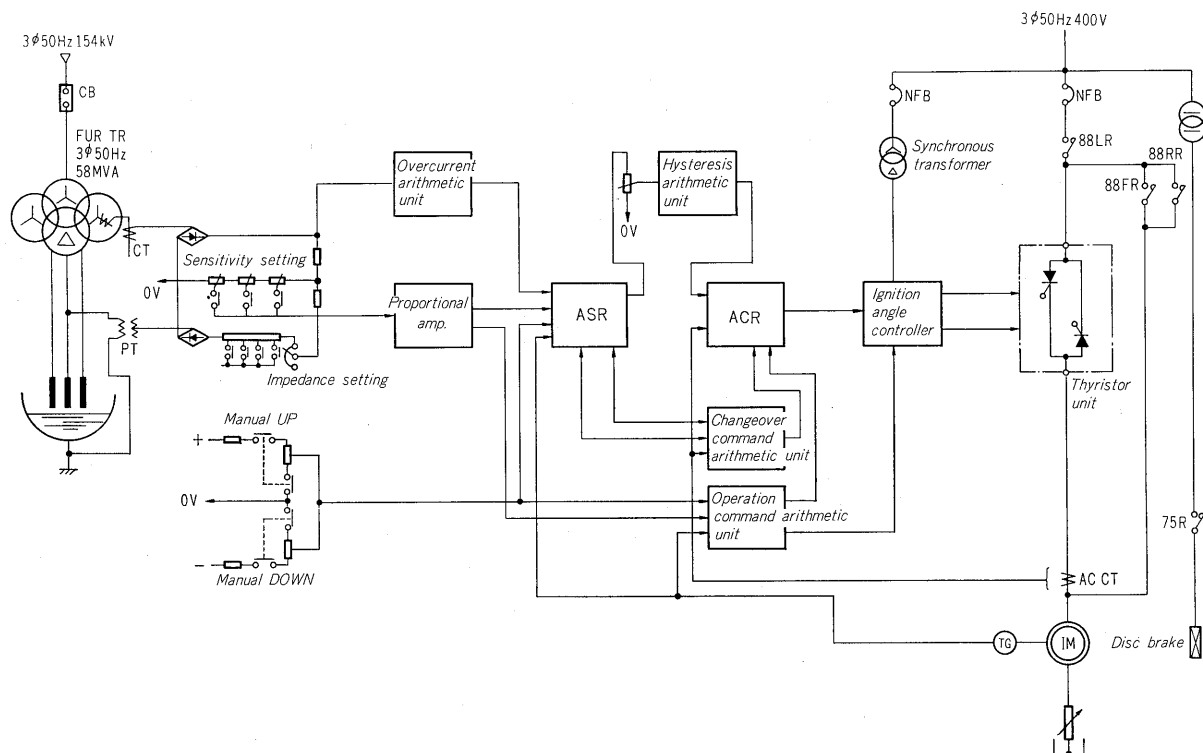 3φ50Hz 154kV
CB
FUR TR
3φ50Hz
58MVA
CT
Sensitivity setting
0V
PT
Impedance setting
Overcurrent
arithmetic
unit
Proportional
amp.
Manual UP
+
0V
-
Manual DOWN
ASR
0V
Hysteresis
arithmetic
unit
ACR
Changeover
command
arithmetic unit
Operation
command arithmetic
unit
3φ50Hz 400V
NFB
NFB
Synchronous
transformer
88LR
88RR
88FR
Ignition
angle
controller
Thyristor
unit
75R
AC CT
TG
IM
Disc brake